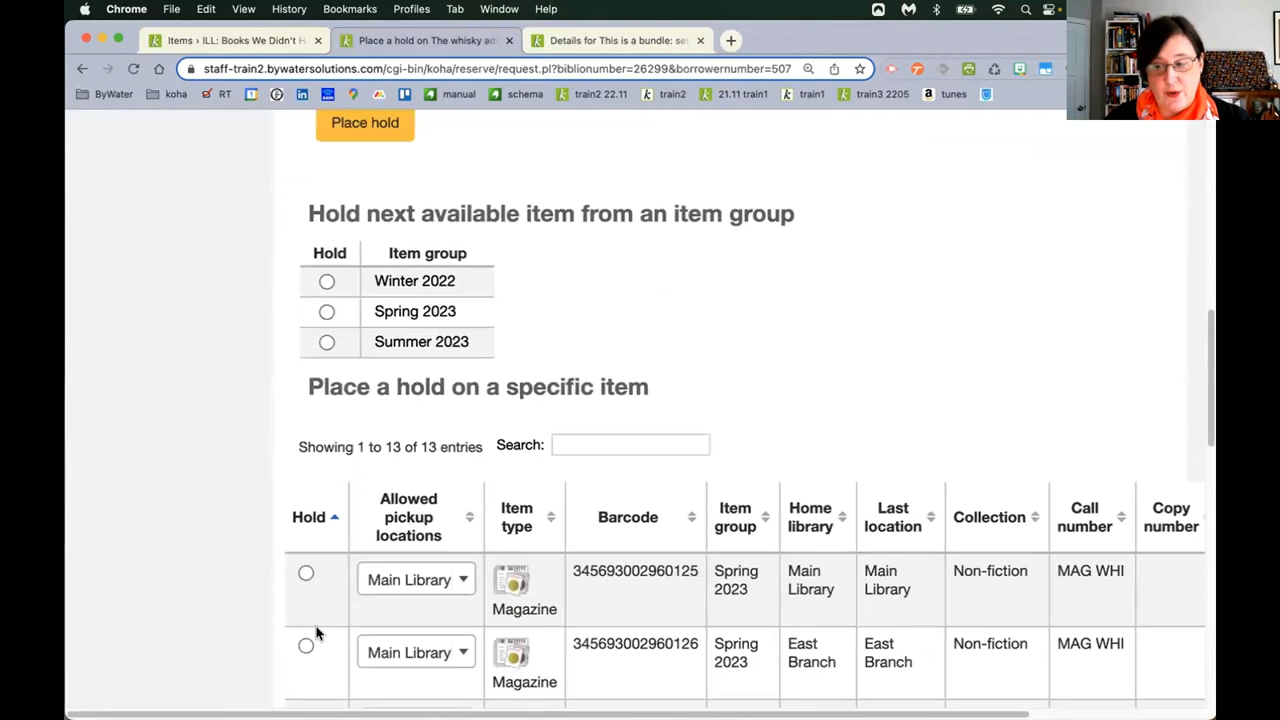 Chrome File Edit View History Bookmarks Profiles Tab Window Help
Items › ILL: Books We Didn't H
Place a hold on The whisky ad
Details for This is a bundle: se
staff-train2.bywatersolutions.com/cgi-bin/koha/reserve/request.pl?biblionumber=26299&borrowernumber=507
ByWater koha RT manual schema train2 22.11 train2 21.11 train1 train1 train3 2205 tunes
Place hold
Hold next available item from an item group
Hold Item group
Winter 2022
Spring 2023
Summer 2023
Place a hold on a specific item
Showing 1 to 13 of 13 entries Search:
Hold Allowed pickup locations Item type Barcode Item group Home library Last location Collection Call number Copy number
Main Library Magazine 345693002960125 Spring 2023 Main Library Main Library Non-fiction MAG WHI
Main Library Magazine 345693002960126 Spring 2023 East Branch East Branch Non-fiction MAG WHI